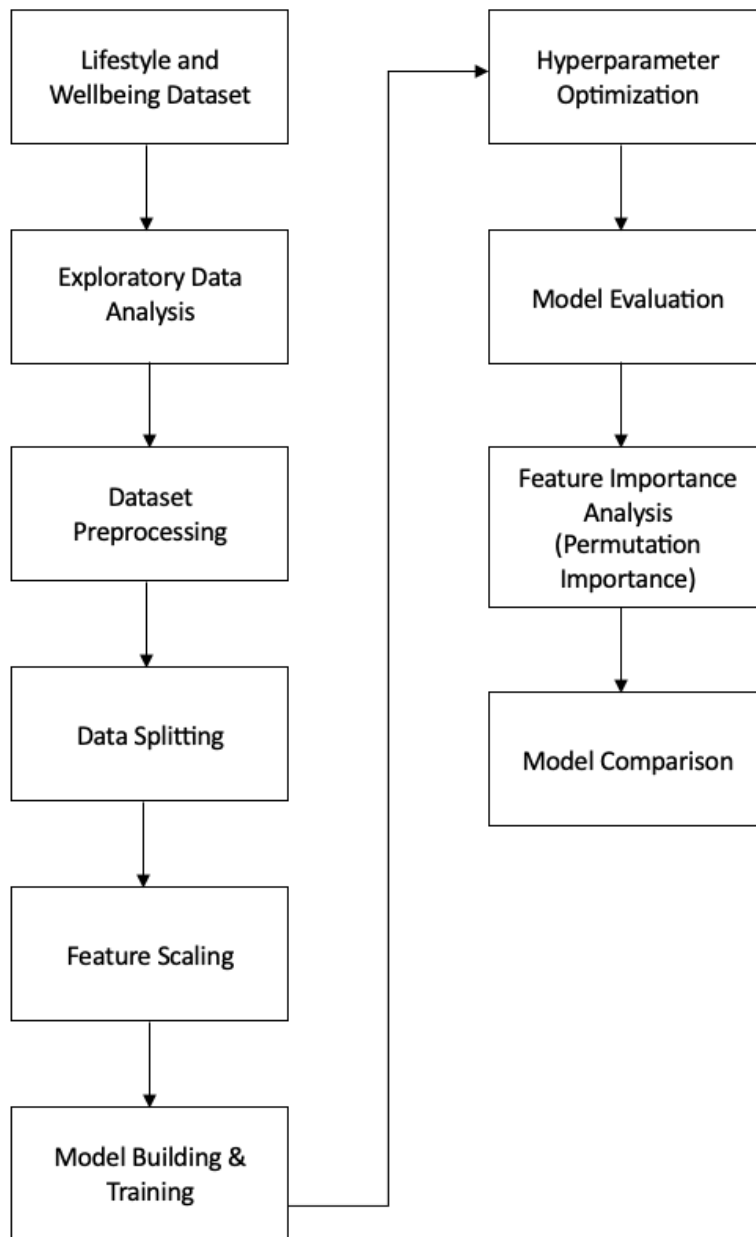 Lifestyle and
Wellbeing Dataset
Exploratory Data
Analysis
Dataset
Preprocessing
Data Splitting
Feature Scaling
Model Building &
Training
Hyperparameter
Optimization
Model Evaluation
Feature Importance
Analysis
(Permutation
Importance)
Model Comparison